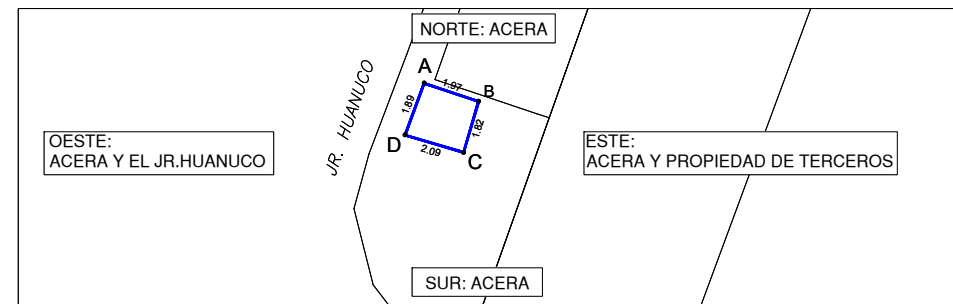 NORTE: ACERA
A
1.97
B
JR. HUANUCO
1.89
1.82
OESTE:
ACERA Y EL JR.HUANUCO
D
2.09
C
ESTE:
ACERA Y PROPIEDAD DE TERCEROS
SUR: ACERA